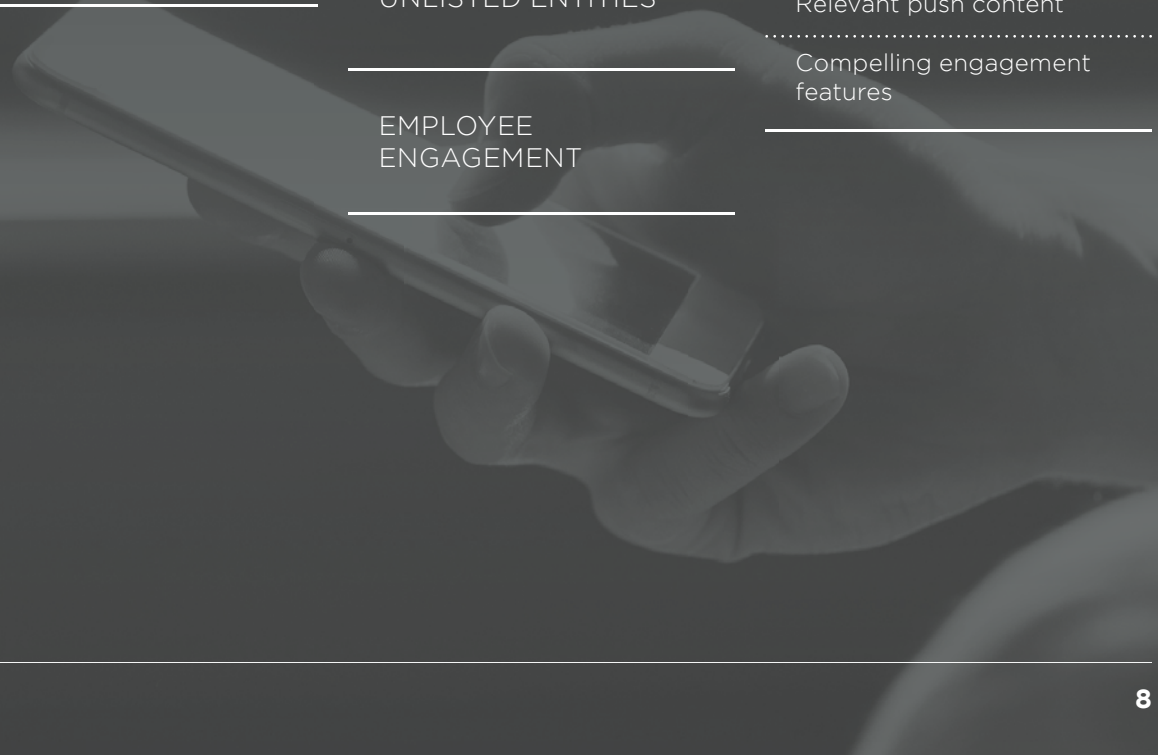 UNLISTED ENTITIES
EMPLOYEE
ENGAGEMENT
Relevant push content
Compelling engagement
features
8